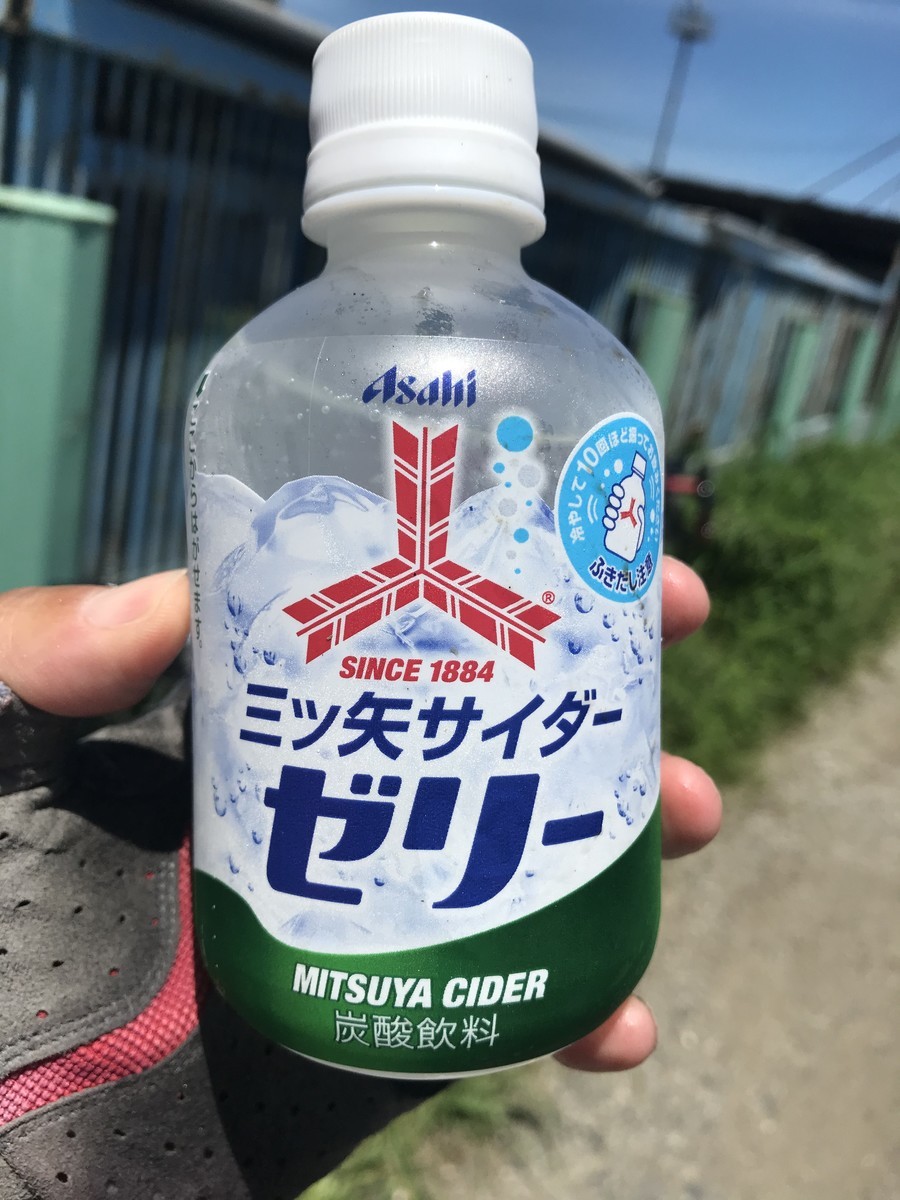 Asahi
冷やして10回ほど振って
ふきだし注意
®
SINCE 1884
三ツ矢サイダー
ゼリー
MITSUYA CIDER
炭酸飲料